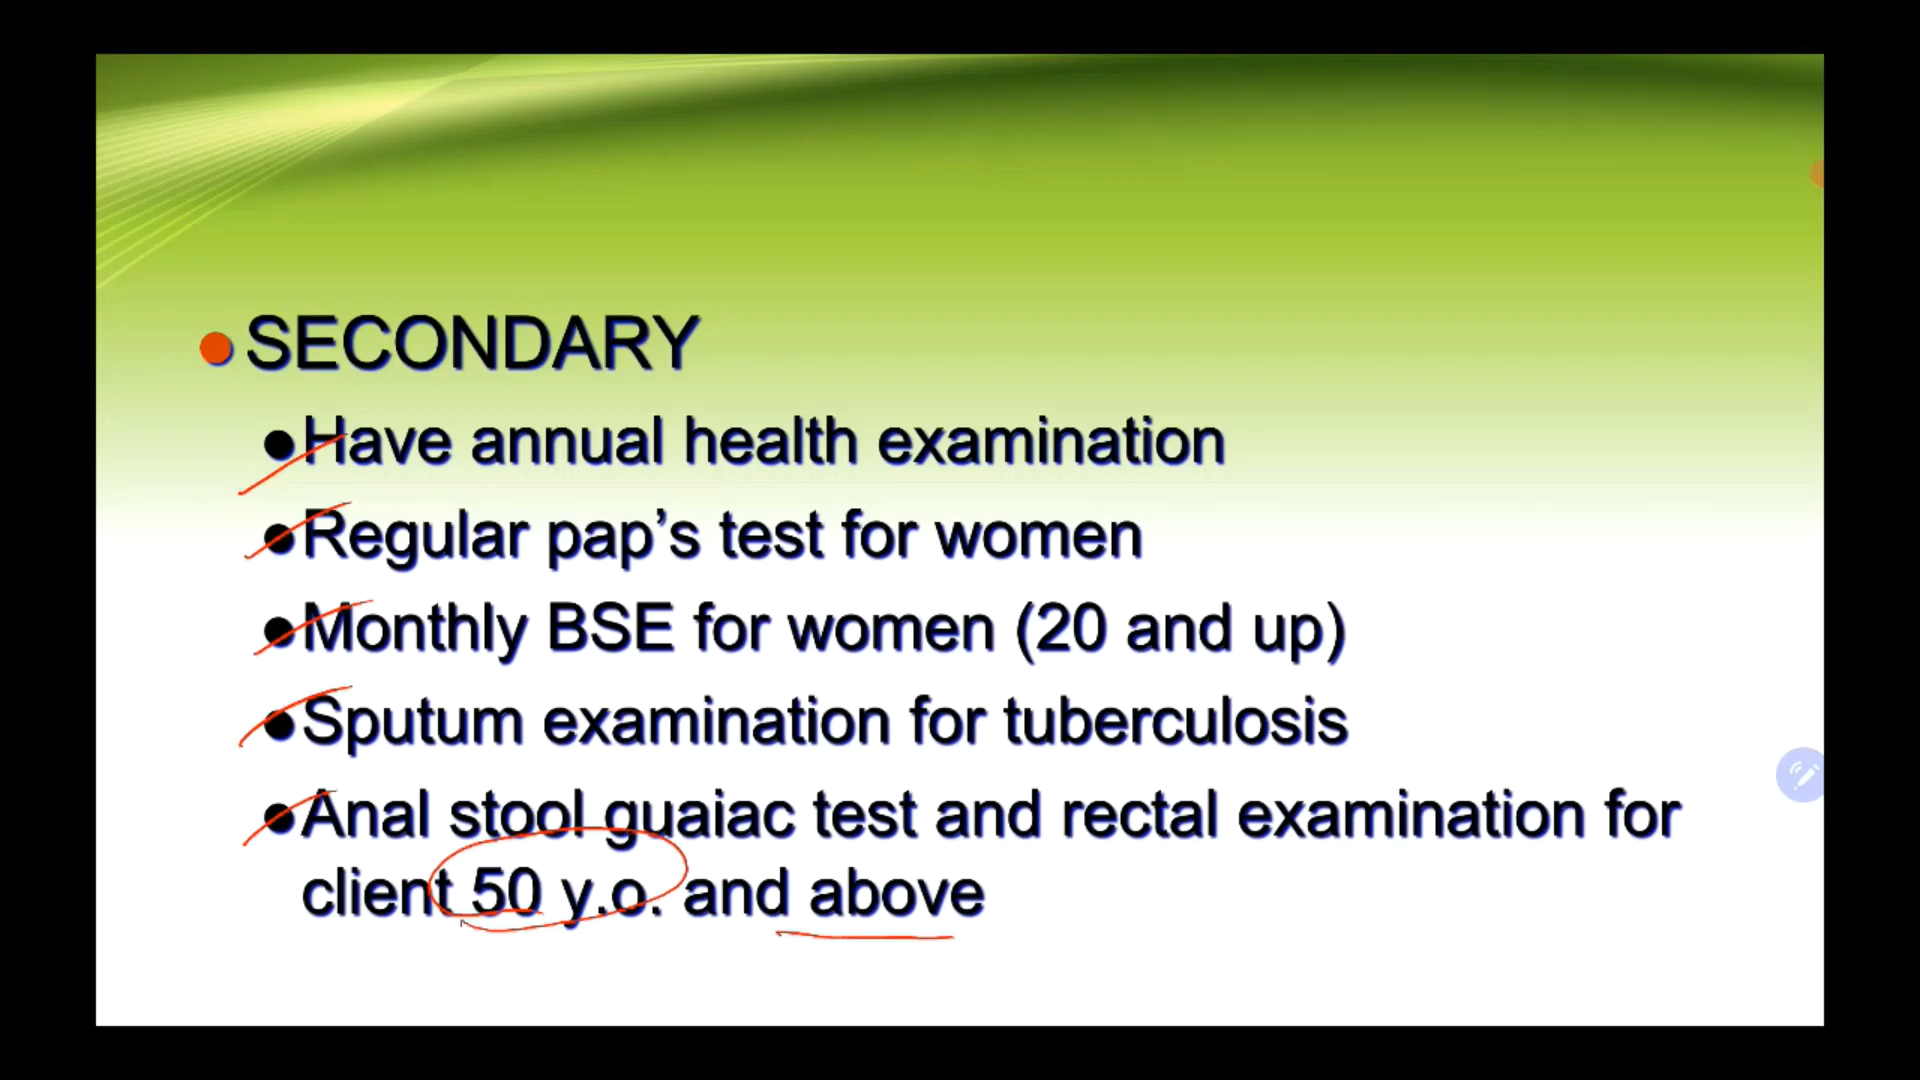 SECONDARY
Have annual health examination
Regular pap’s test for women
Monthly BSE for women (20 and up)
Sputum examination for tuberculosis
Anal stool guaiac test and rectal examination for
client 50 y.o. and above